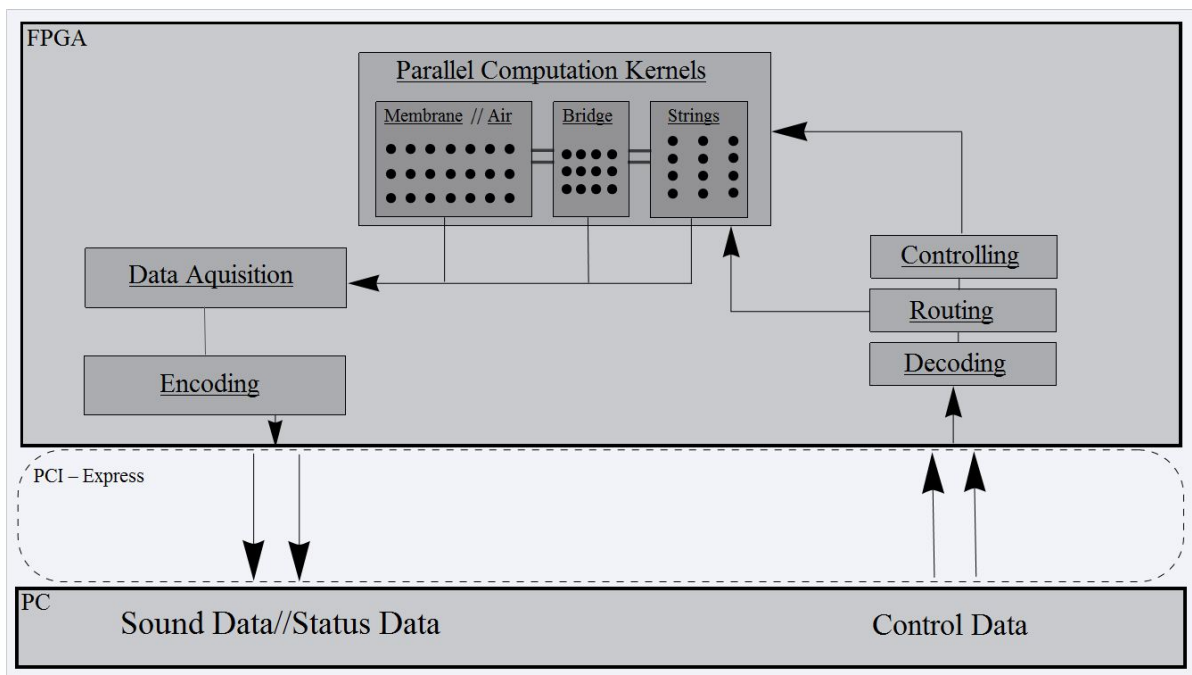 FPGA
Parallel Computation Kernels
Membrane // Air
Bridge
Strings
Data Aquisition
Encoding
Controlling
Routing
Decoding
PCI – Express
PC
Sound Data//Status Data
Control Data